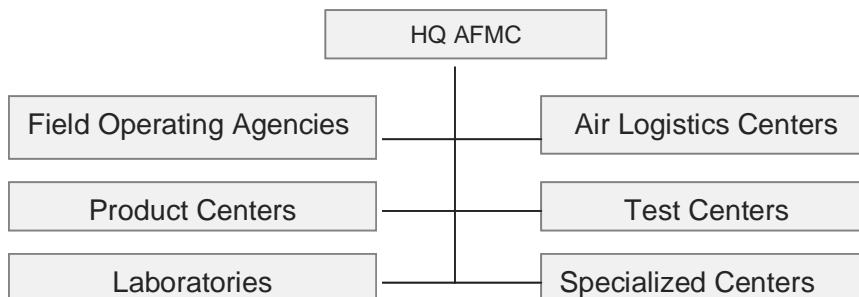 HQ AFMC
Field Operating Agencies
Air Logistics Centers
Product Centers
Test Centers
Laboratories
Specialized Centers